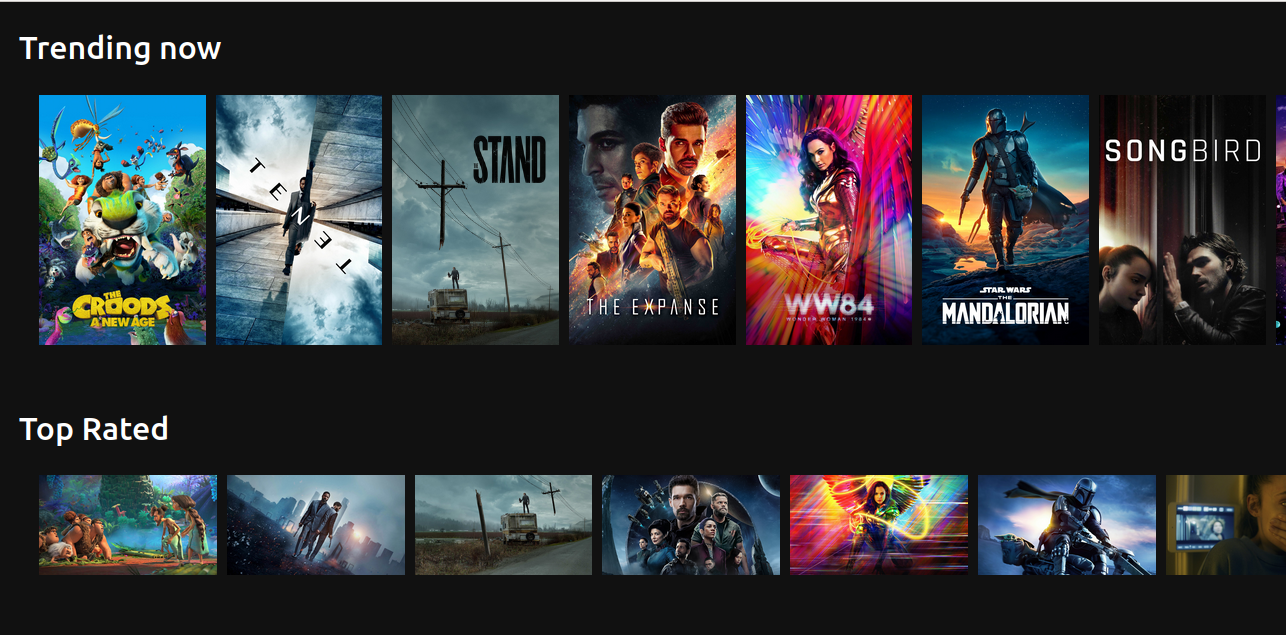 Trending now
THE
CROODS
A NEW AGE
TENET
THE
STAND
THE EXPANSE
WW84
WONDER WOMAN 1984
STAR WARS
THE
MANDALORIAN
SONGBIRD
Top Rated